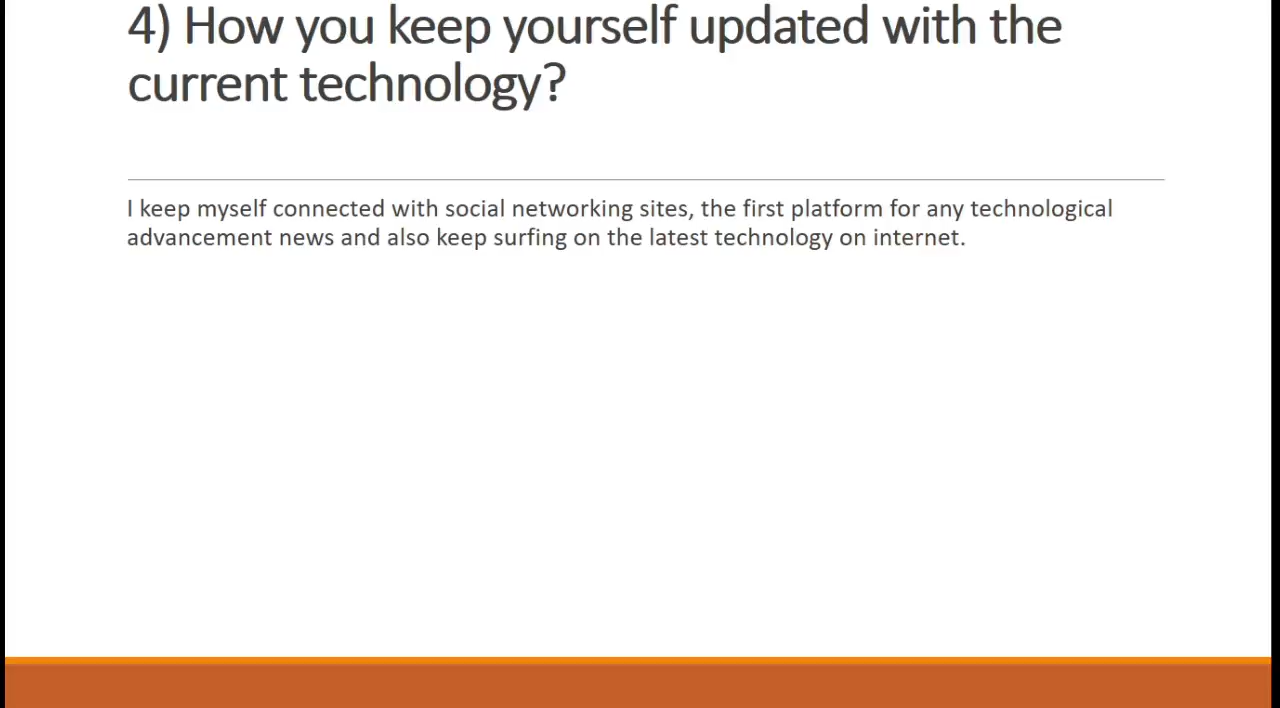 4) How you keep yourself updated with the
current technology?
I keep myself connected with social networking sites, the first platform for any technological
advancement news and also keep surfing on the latest technology on internet.